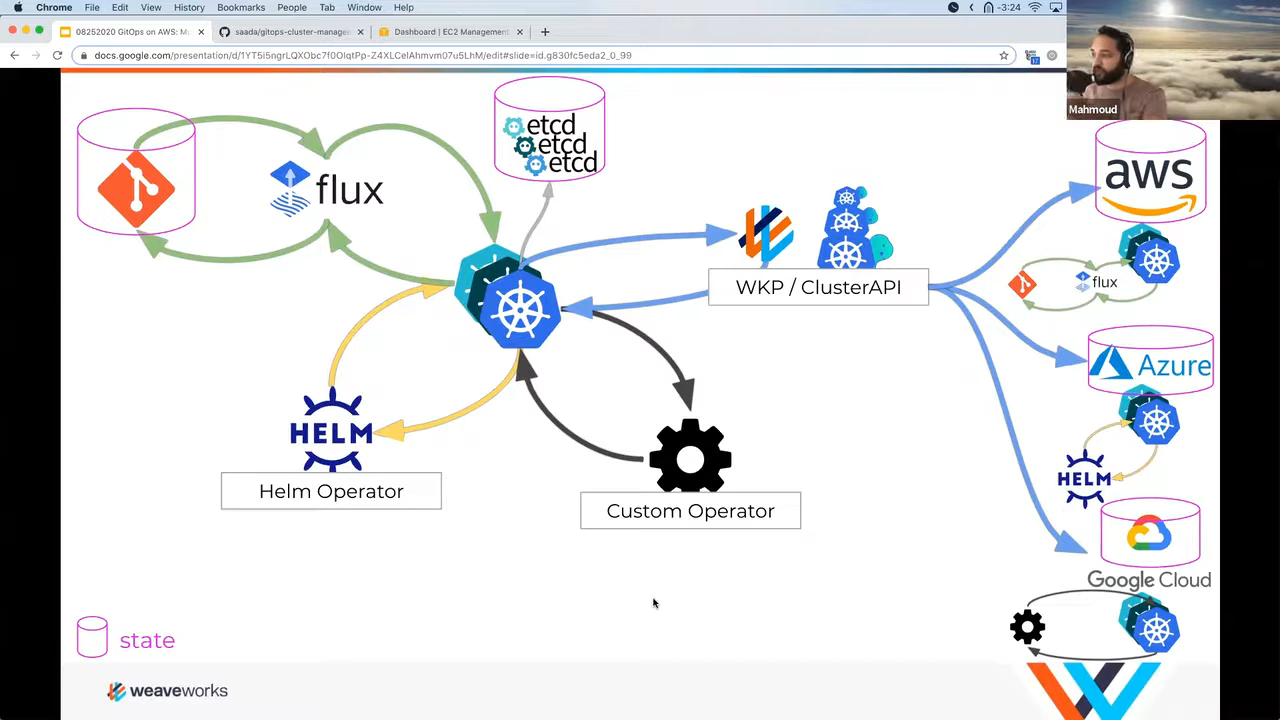 Chrome File Edit View History Bookmarks People Tab Window Help
-3:24
08252020 GitOps on AWS: Mu
saada/gitops-cluster-manage
Dashboard | EC2 Management
docs.google.com/presentation/d/1YT5i5ngrLQXObc7f0OlqtPp-Z4XLCelAhmvm07u5LhM/edit#slide=id.g830fc5eda2_0_99
Mahmoud
etcd
etcd
etcd
flux
aws
WKP / ClusterAPI
flux
Azure
HELM
Helm Operator
Custom Operator
HELM
Google Cloud
state
weaveworks